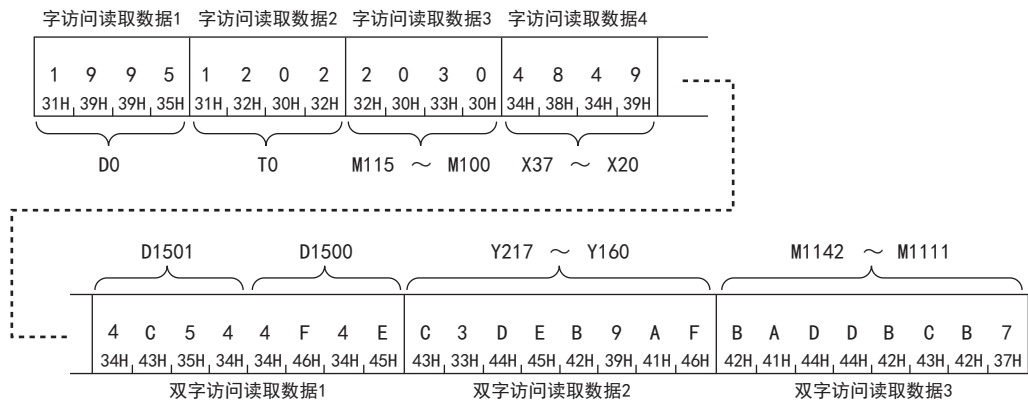 字访问读取数据1 字访问读取数据2 字访问读取数据3 字访问读取数据4
1 9 9 5 1 2 0 2 2 0 3 0 4 8 4 9
31H 39H 39H 35H 31H 32H 30H 32H 32H 30H 33H 30H 34H 38H 34H 39H
D0 T0 M115 ～ M100 X37 ～ X20
D1501 D1500 Y217 ～ Y160 M1142 ～ M1111
4 C 5 4 4 F 4 E C 3 D E B 9 A F B A D D B C B 7
34H 43H 35H 34H 34H 46H 34H 45H 43H 33H 44H 45H 42H 39H 41H 46H 42H 41H 44H 44H 42H 43H 42H 37H
双字访问读取数据1 双字访问读取数据2 双字访问读取数据3